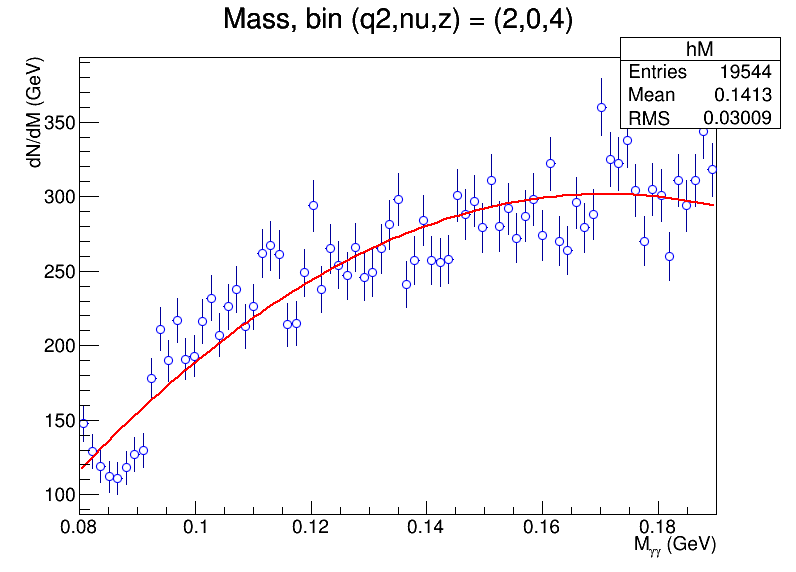 Mass, bin (q2,nu,z) = (2,0,4)
hM
Entries 19544
Mean 0.1413
RMS 0.03009
dN/dM (GeV)
350
300
250
200
150
100
0.08 0.1 0.12 0.14 0.16 0.18
Mγγ (GeV)